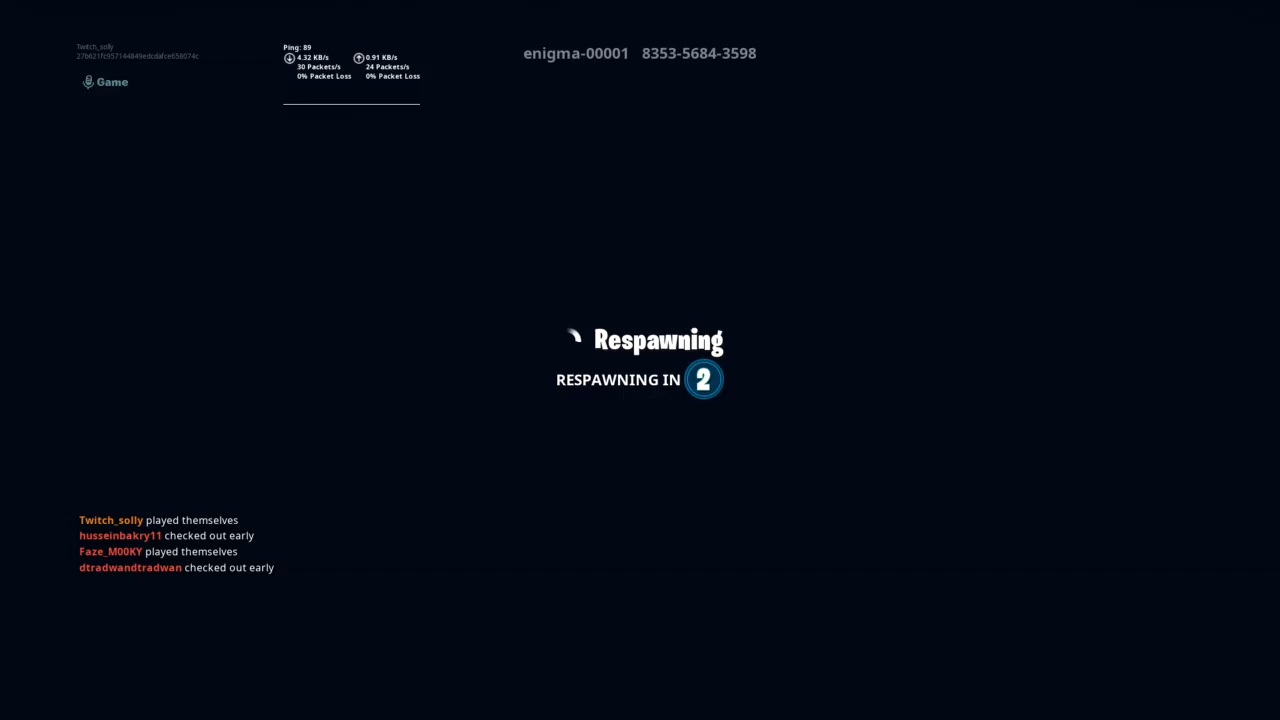 Twitch_solly
Ping: 89
4.32 KB/s 0.91 KB/s
30 Packets/s 24 Packets/s
0% Packet Loss 0% Packet Loss
enigma-00001 8353-5684-3598
Game
Respawning
RESPAWNING IN 2
Twitch_solly played themselves
husseinbakry11 checked out early
Faze_M00KY played themselves
dtradwandtradwan checked out early